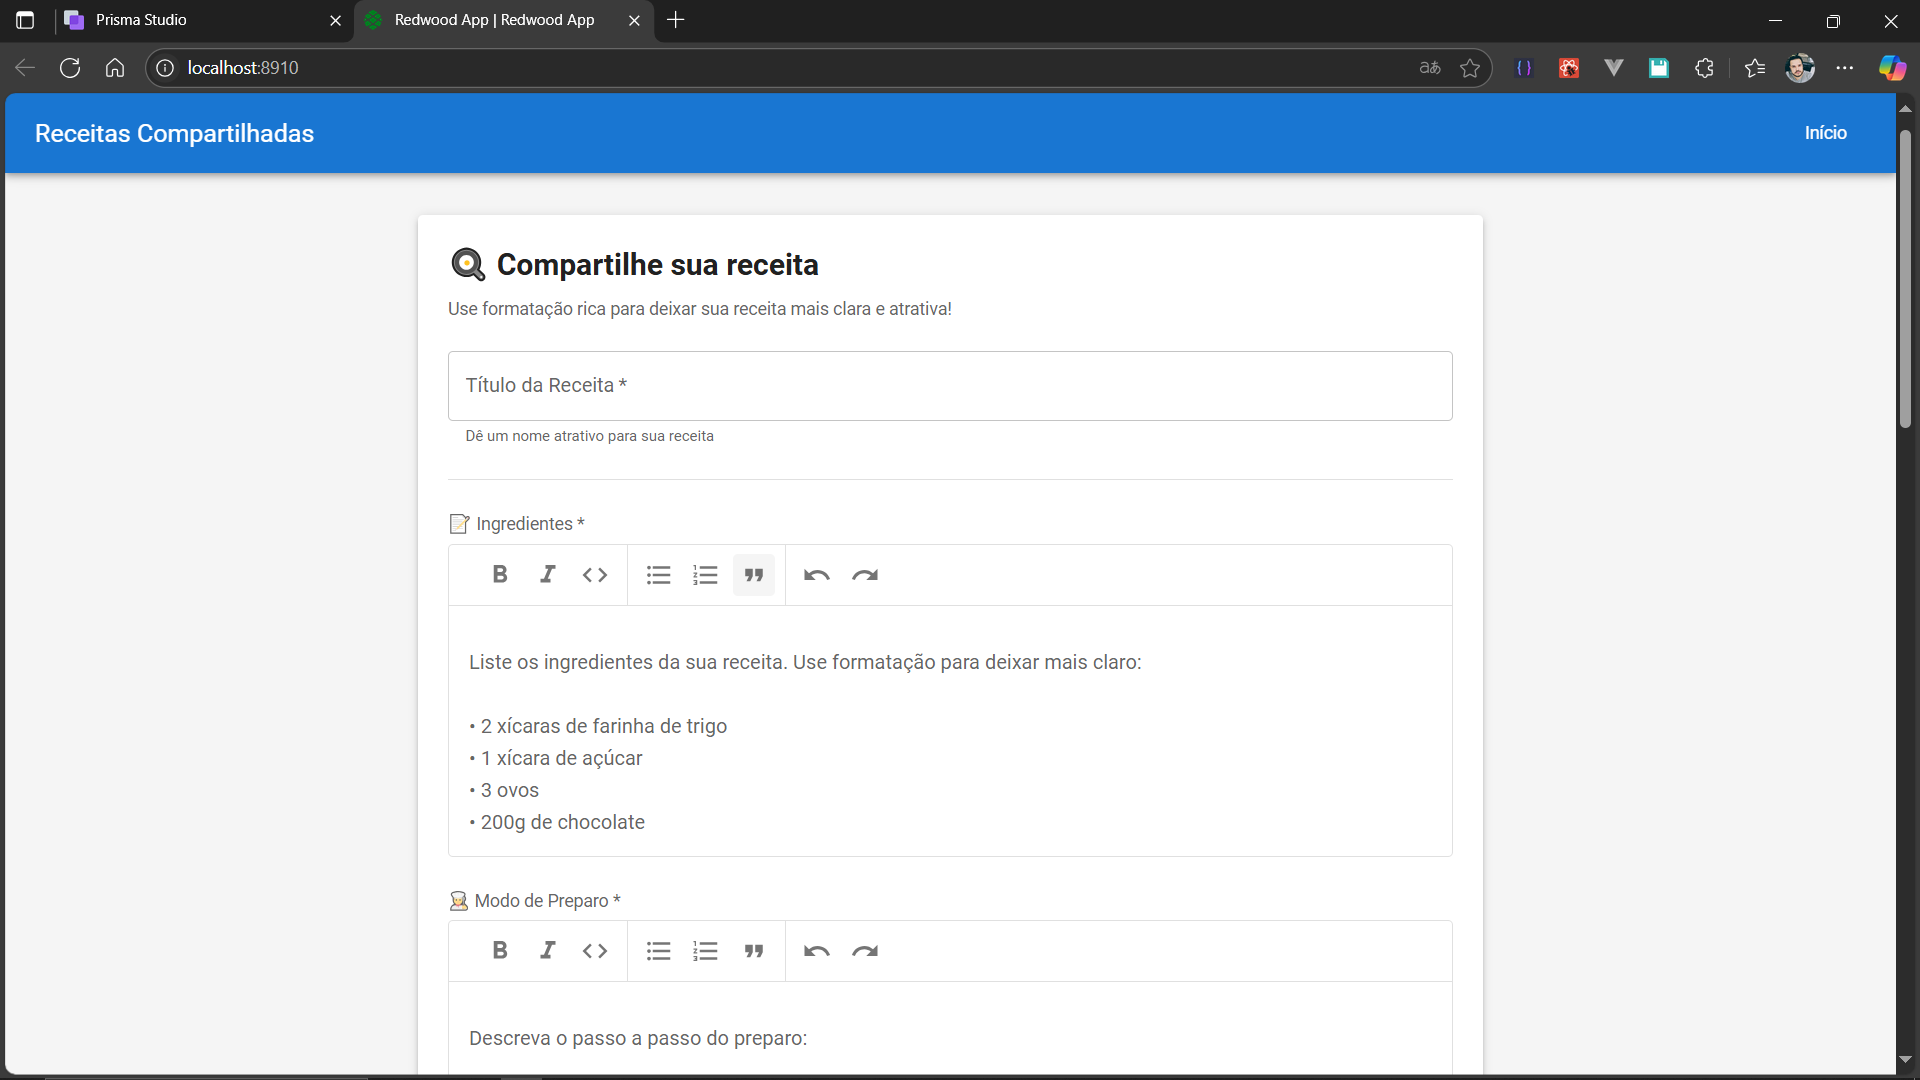 Prisma Studio
Redwood App | Redwood App
localhost:8910
Receitas Compartilhadas
Início
Compartilhe sua receita
Use formatação rica para deixar sua receita mais clara e atrativa!
Título da Receita *
Dê um nome atrativo para sua receita
Ingredientes *
Liste os ingredientes da sua receita. Use formatação para deixar mais claro:
• 2 xícaras de farinha de trigo
• 1 xícara de açúcar
• 3 ovos
• 200g de chocolate
Modo de Preparo *
Descreva o passo a passo do preparo: